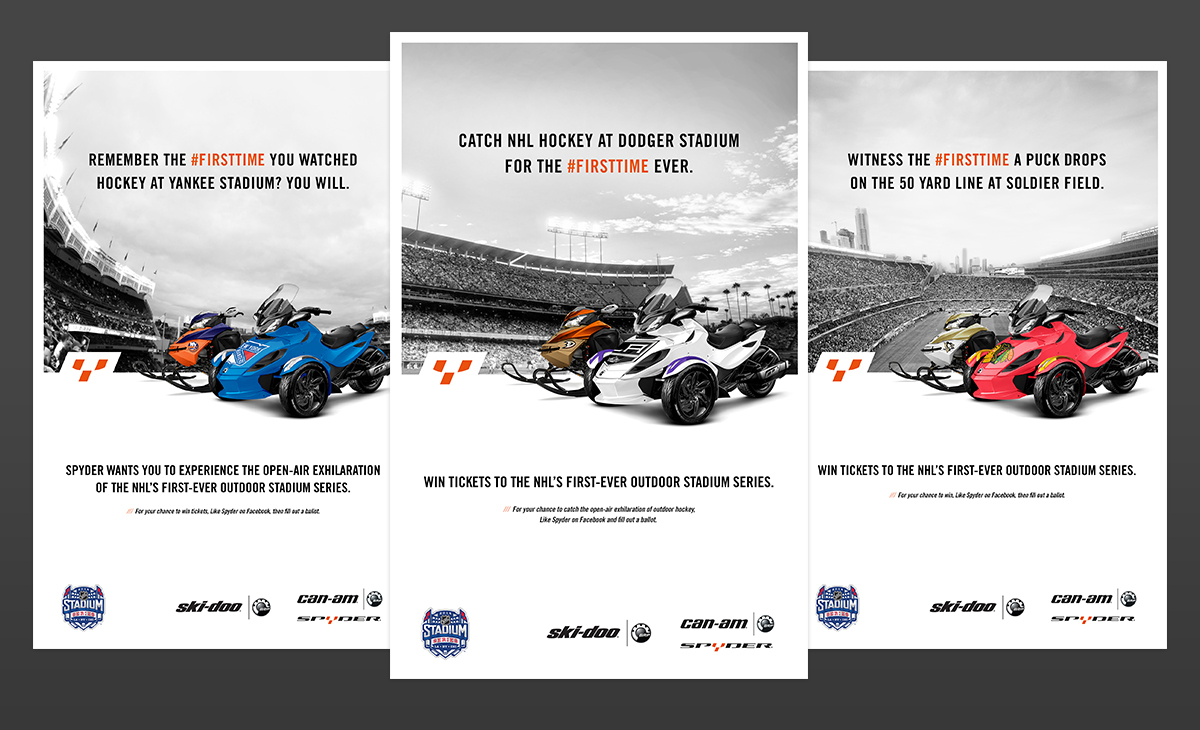 REMEMBER THE #FIRSTTIME YOU WATCHED
HOCKEY AT YANKEE STADIUM? YOU WILL.
SPYDER WANTS YOU TO EXPERIENCE THE OPEN-AIR EXHILARATION
OF THE NHL'S FIRST-EVER OUTDOOR STADIUM SERIES.
/// For your chance to win tickets, Like Spyder on Facebook, then fill out a ballot.
STADIUM
SERIES
ski-doo
can-am
SPYDER
CATCH NHL HOCKEY AT DODGER STADIUM
FOR THE #FIRSTTIME EVER.
WIN TICKETS TO THE NHL'S FIRST-EVER OUTDOOR STADIUM SERIES.
/// For your chance to catch the open-air exhilaration of outdoor hockey,
Like Spyder on Facebook and fill out a ballot.
STADIUM
SERIES
ski-doo
can-am
SPYDER
WITNESS THE #FIRSTTIME A PUCK DROPS
ON THE 50 YARD LINE AT SOLDIER FIELD.
WIN TICKETS TO THE NHL'S FIRST-EVER OUTDOOR STADIUM SERIES.
/// For your chance to win, Like Spyder on Facebook, then fill out a ballot.
STADIUM
SERIES
ski-doo
can-am
SPYDER